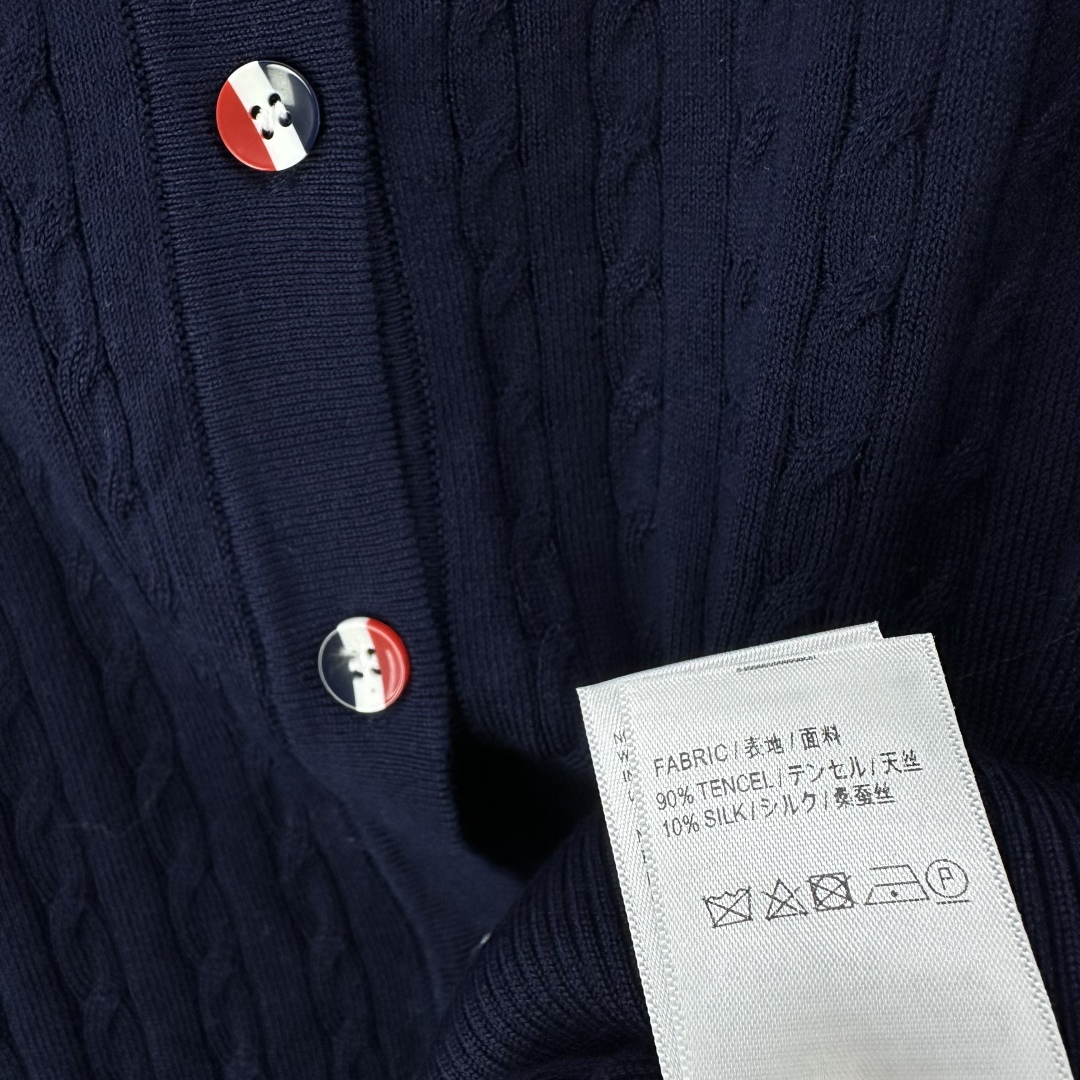 FABRIC / 表地 / 面料
90% TENCEL / テンセル / 天丝
10% SILK / シルク / 桑蚕丝
P